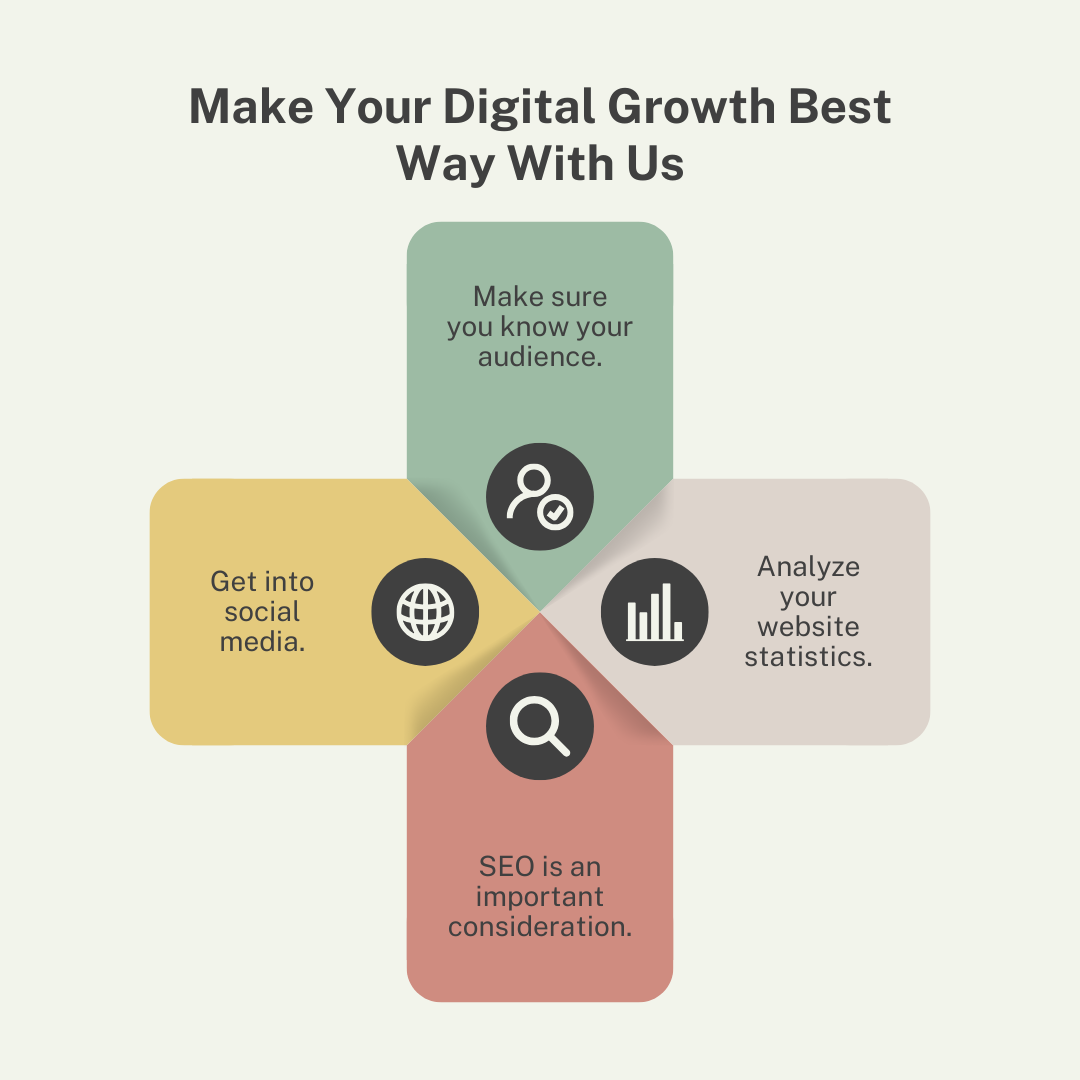 Make Your Digital Growth Best
Way With Us
Make sure
you know your
audience.
Get into
social
media.
Analyze
your
website
statistics.
SEO is an
important
consideration.